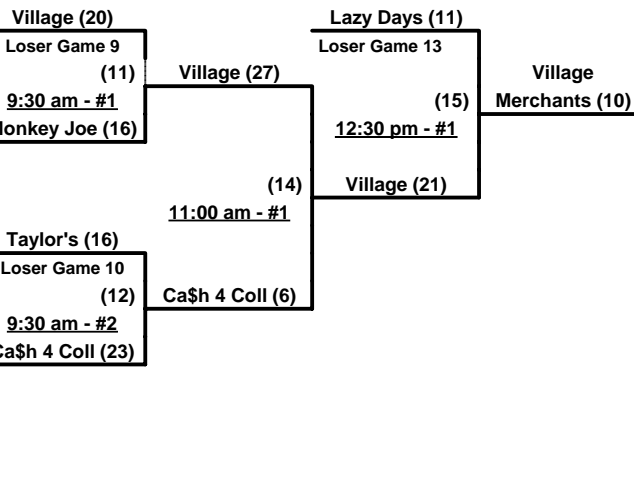 Village (20)
Loser Game 9
(11)
9:30 am - #1
onkey Joe (16)
Village (27)
Lazy Days (11)
Loser Game 13
(15)
12:30 pm - #1
Village
Merchants (10)
(14)
11:00 am - #1
Village (21)
Taylor's (16)
Loser Game 10
(12)
9:30 am - #2
a$h 4 Coll (23)
Ca$h 4 Coll (6)